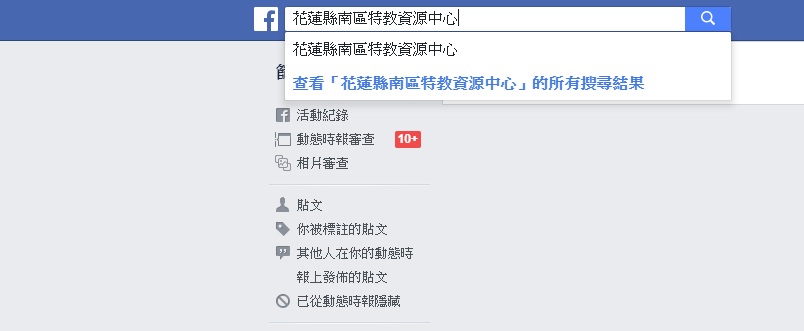 花蓮縣南區特教資源中心
花蓮縣南區特教資源中心
查看「花蓮縣南區特教資源中心」的所有搜尋結果
活動紀錄
動態時報審查 10+
相片審查
貼文
你被標註的貼文
其他人在你的動態時
報上發佈的貼文
已從動態時報隱藏